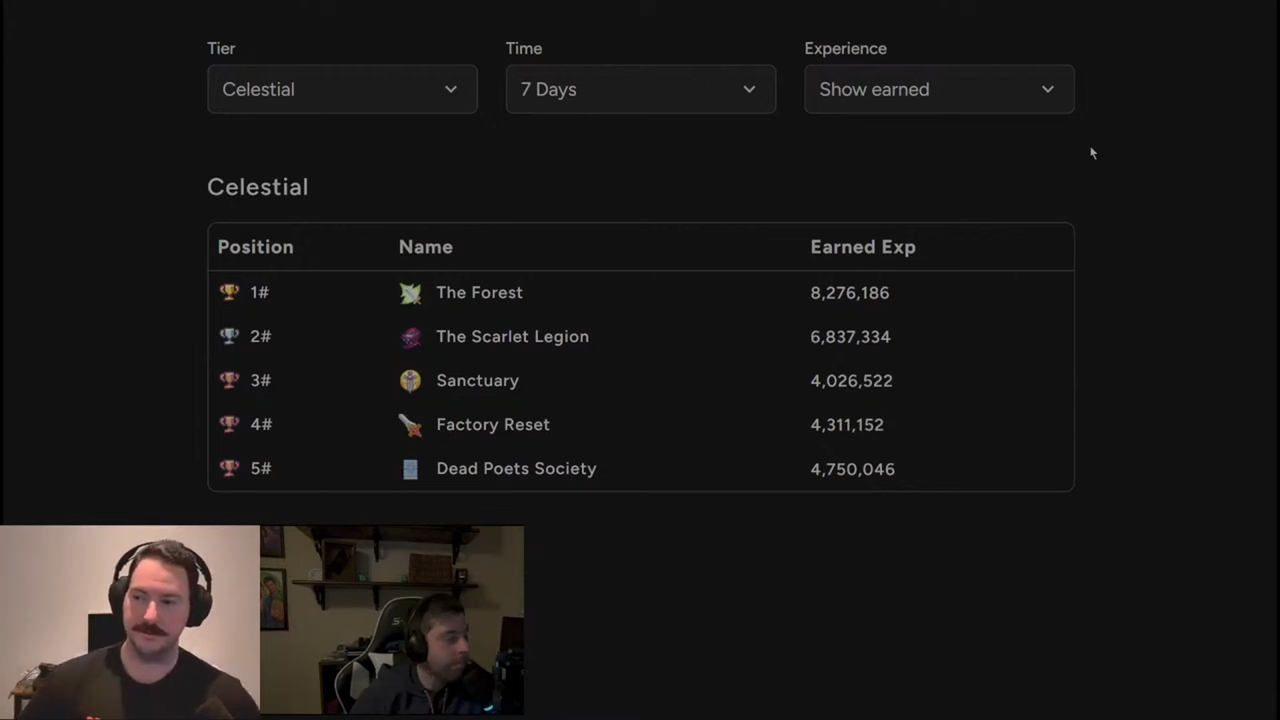 Tier Time Experience
Celestial 7 Days Show earned
Celestial
Position Name Earned Exp
1# The Forest 8,276,186
2# The Scarlet Legion 6,837,334
3# Sanctuary 4,026,522
4# Factory Reset 4,311,152
5# Dead Poets Society 4,750,046